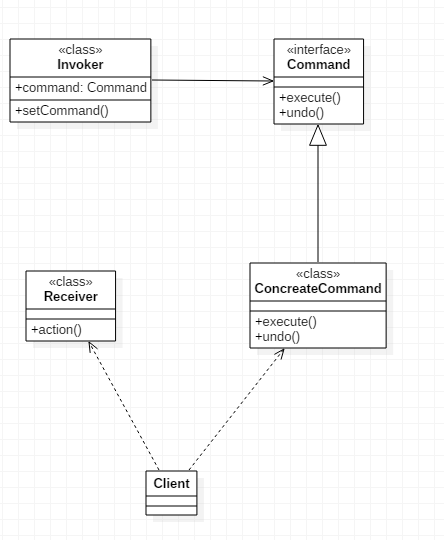 «class»
Invoker
+command: Command
+setCommand()
«interface»
Command
+execute()
+undo()
«class»
Receiver
+action()
«class»
ConcreateCommand
+execute()
+undo()
Client